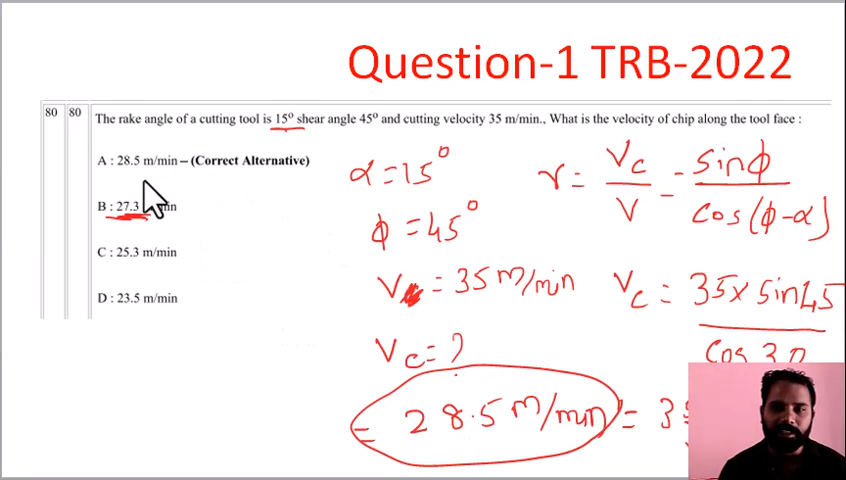 Question-1 TRB-2022
80 80 The rake angle of a cutting tool is 15⁰ shear angle 45⁰ and cutting velocity 35 m/min., What is the velocity of chip along the tool face :
A : 28.5 m/min – (Correct Alternative)
B : 27.3
C : 25.3 m/min
D : 23.5 m/min
α = 15°
φ = 45°
V = 35 m/min
Vc = ?
r = Vc/V = sinφ/cos(φ-α)
Vc = 35 x sin45
cos 30
= 28.5 m/min = 3